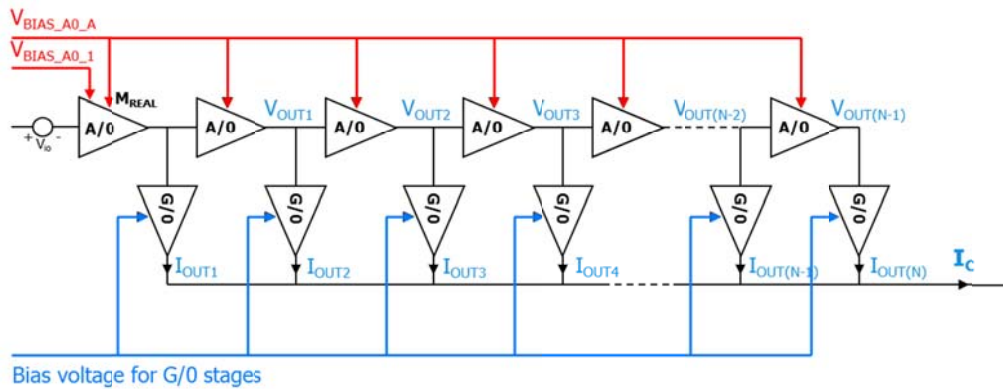 VBIAS_A0_A
VBIAS_A0_1
MREAL
VOUT1 VOUT2 VOUT3 VOUT(N-2) VOUT(N-1)
A/0 A/0 A/0 A/0 A/0 A/0
+ VIO -
G/0 G/0 G/0 G/0 G/0 G/0
IOUT1 IOUT2 IOUT3 IOUT4 IOUT(N-1) IOUT(N) IC
Bias voltage for G/0 stages